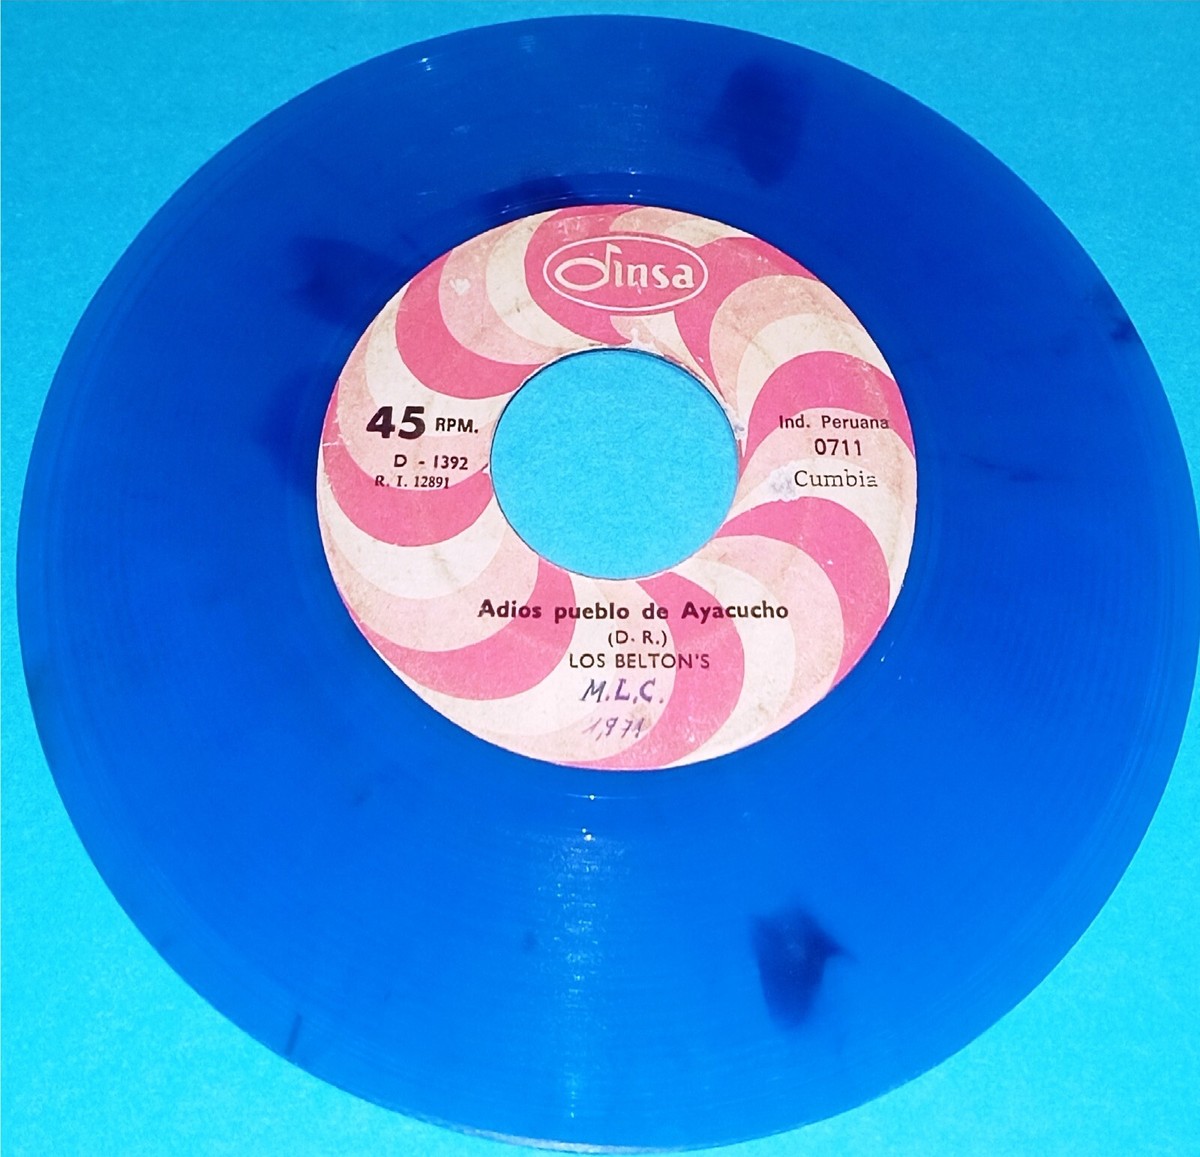 Dinsa
45 RPM.
D - 1392
R. I. 12891
Ind. Peruana
0711
Cumbia
Adios pueblo de Ayacucho
(D. R.)
LOS BELTON'S
M.L.C.
1,971